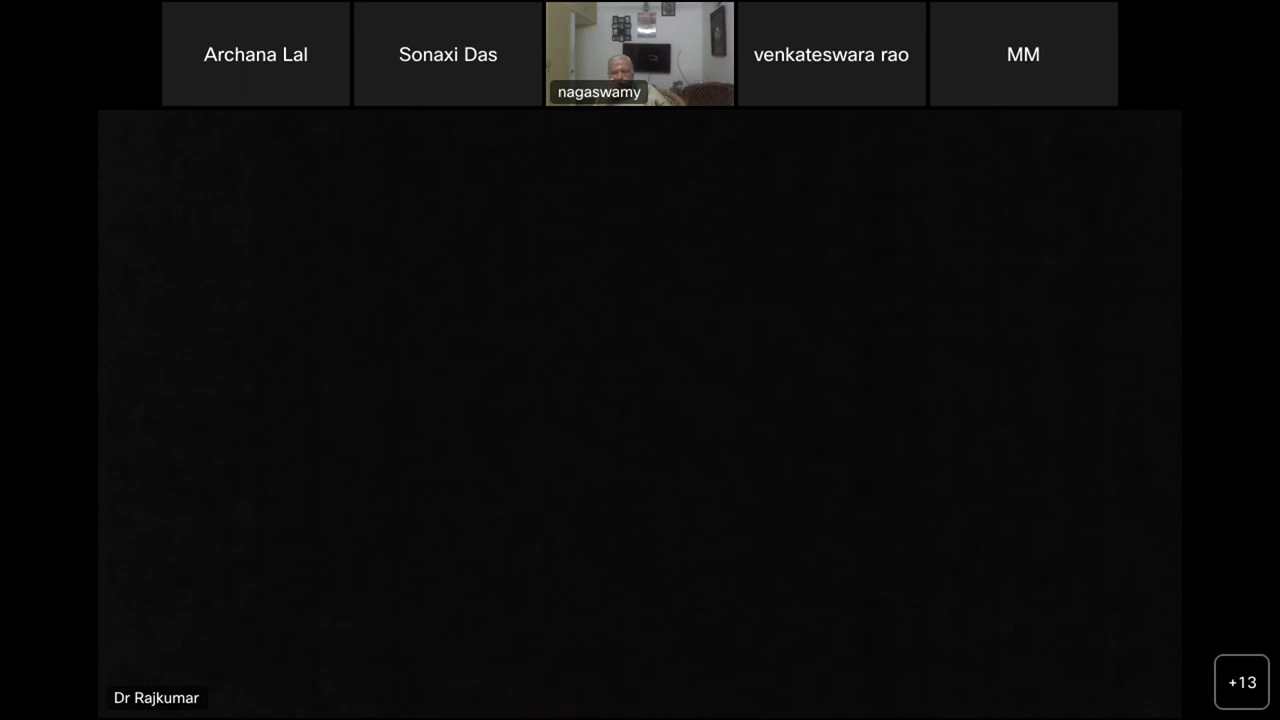 Archana Lal
Sonaxi Das
nagaswamy
venkateswara rao
MM
Dr Rajkumar
+13